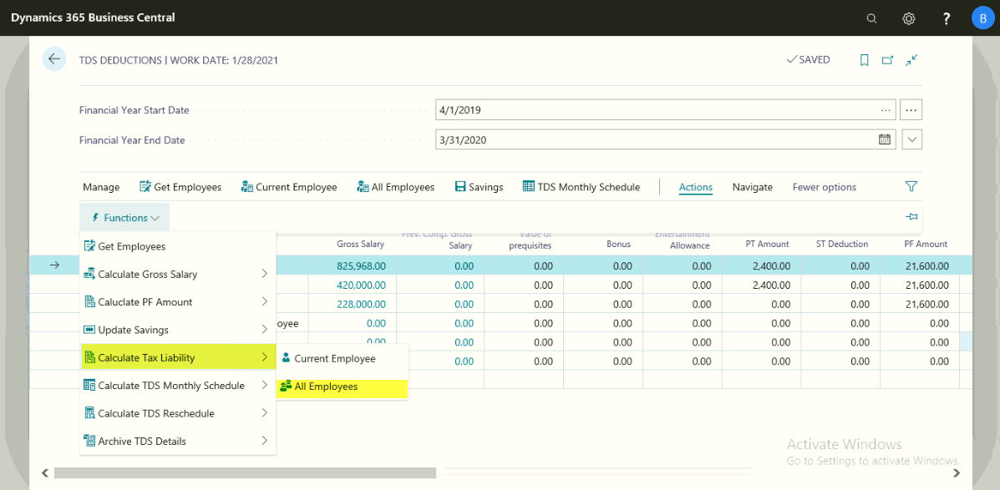 Dynamics 365 Business Central
?
B
TDS DEDUCTIONS | WORK DATE: 1/28/2021
SAVED
Financial Year Start Date 4/1/2019 ... ...
Financial Year End Date 3/31/2020
Manage Get Employees Current Employee All Employees Savings TDS Monthly Schedule Actions Navigate Fewer options
Functions
Get Employees
Calculate Gross Salary
Caluclate PF Amount
Update Savings
Calculate Tax Liability
Calculate TDS Monthly Schedule
Calculate TDS Reschedule
Archive TDS Details
Current Employee
All Employees
Gross Salary Prev. Comp. Gross Salary Value of prequisites Bonus Entertainment Allowance PT Amount ST Deduction PF Amount
825,968.00 0.00 0.00 0.00 0.00 2,400.00 0.00 21,600.00
420,000.00 0.00 0.00 0.00 0.00 2,400.00 0.00 21,600.00
228,000.00 0.00 0.00 0.00 0.00 0.00 0.00 21,600.00
oyee 0.00 0.00 0.00 0.00 0.00 0.00 0.00 0.00
0.00 0.00 0.00 0.00 0.00 0.00 0.00 0.00
0.00 0.00 0.00 0.00 0.00 0.00 0.00
Activate Windows
Go to Settings to activate Windows.